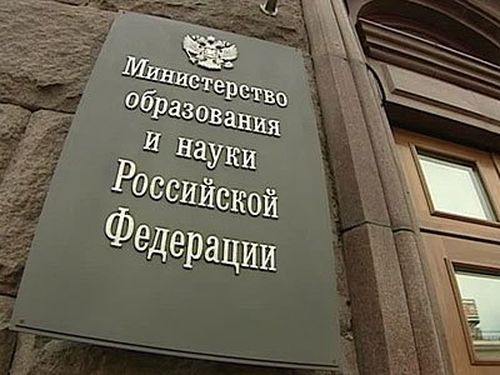 Министерство
образования
и науки
Российской
Федерации